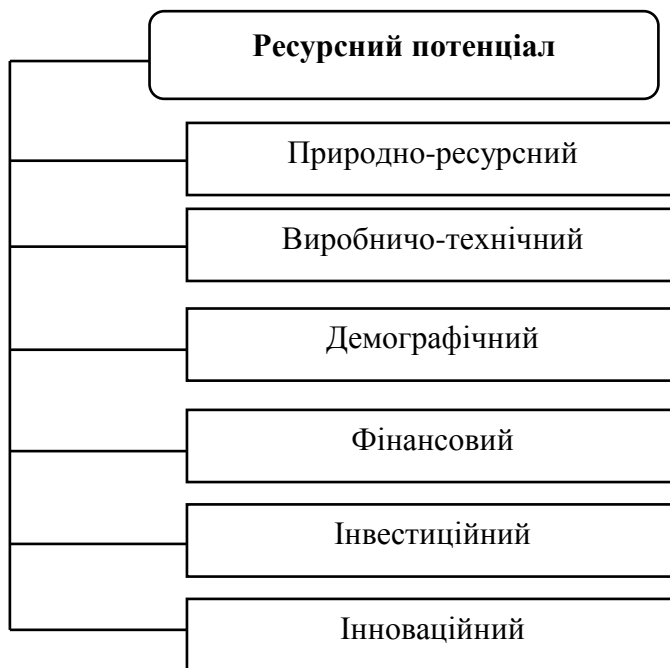 Ресурсний потенціал
Природно-ресурсний
Виробничо-технічний
Демографічний
Фінансовий
Інвестиційний
Інноваційний